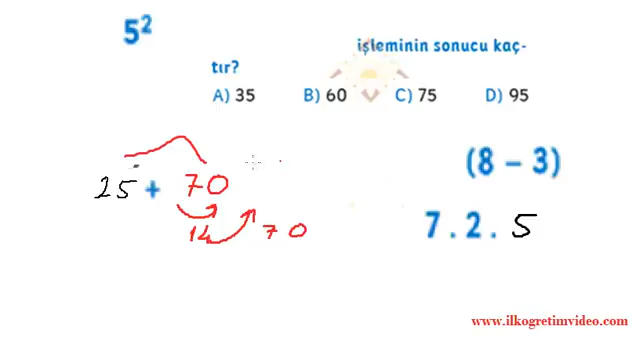 5²
işleminin sonucu kaç-
tır?
A) 35 B) 60 C) 75 D) 95
(8 – 3)
25 + 70
7 . 2 . 5
14 70
www.ilkogretimvideo.com